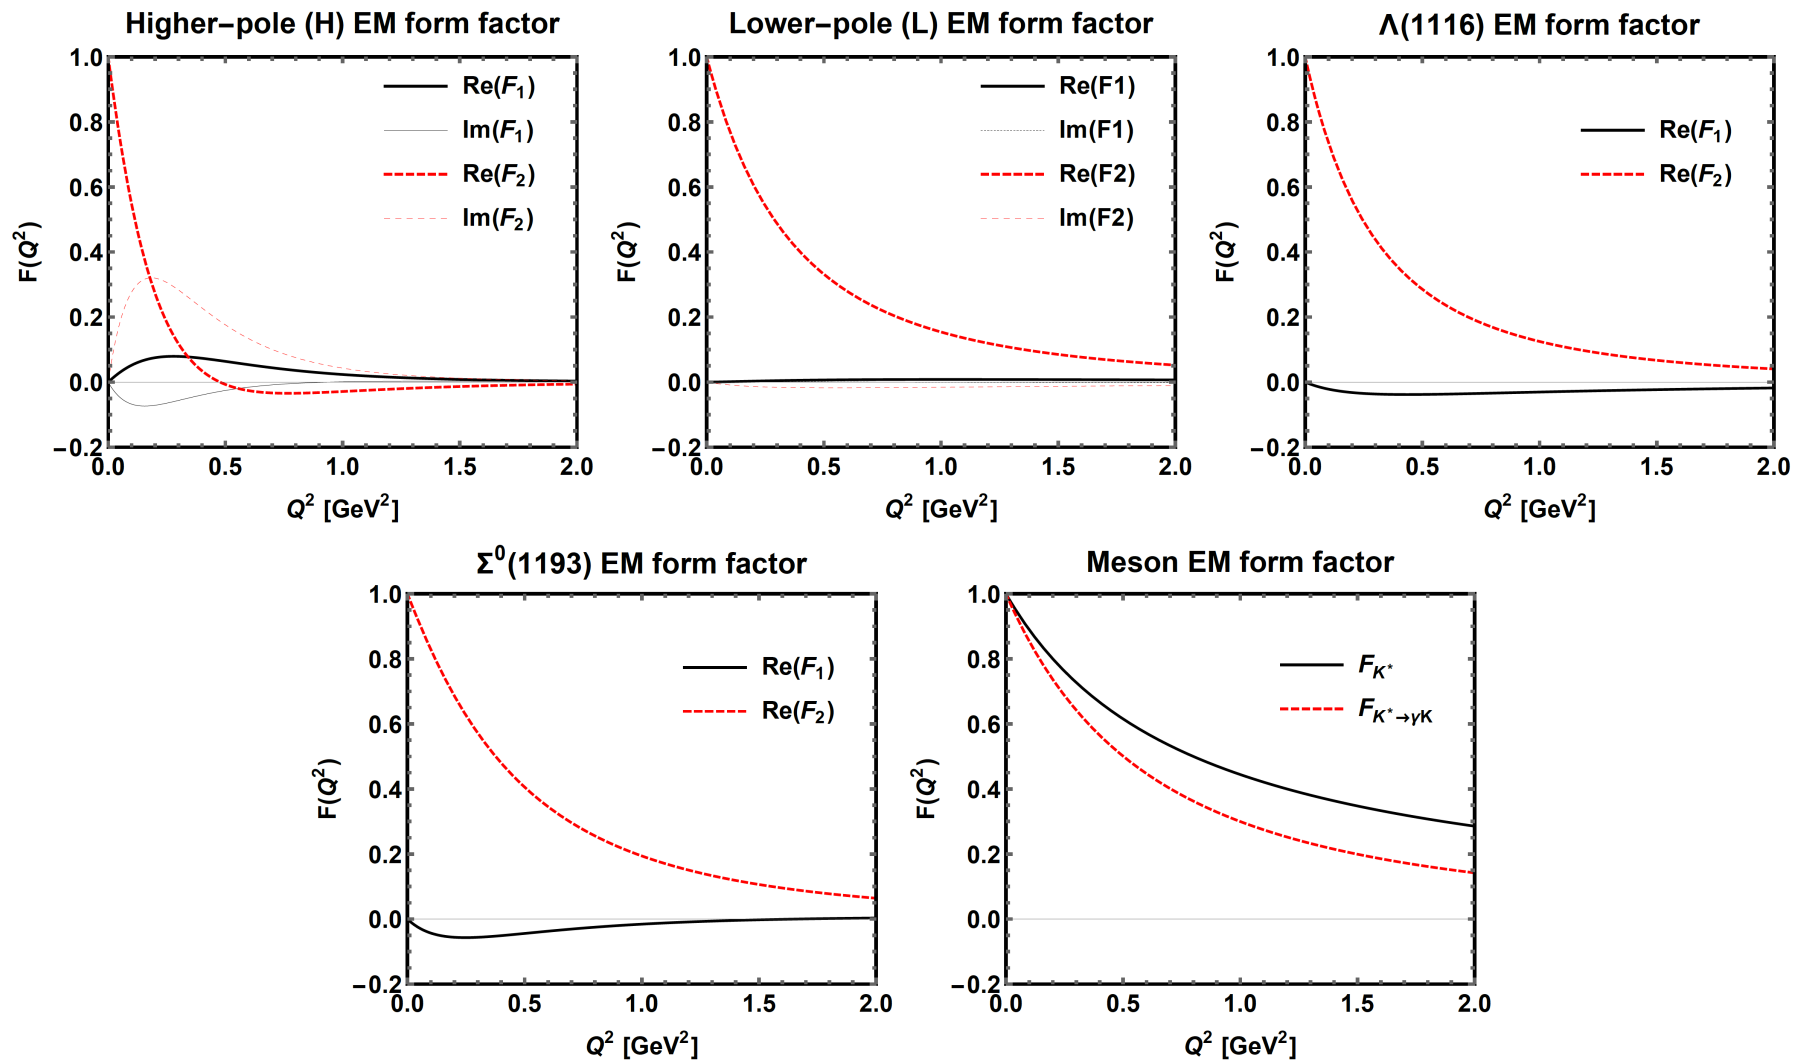 Higher−pole (H) EM form factor
1.0
0.8
0.6
0.4
0.2
0.0
−0.2
F(Q²)
Re(F₁)
Im(F₁)
Re(F₂)
Im(F₂)
0.0 0.5 1.0 1.5 2.0
Q² [GeV²]
Lower−pole (L) EM form factor
1.0
0.8
0.6
0.4
0.2
0.0
−0.2
F(Q²)
Re(F1)
Im(F1)
Re(F2)
Im(F2)
0.0 0.5 1.0 1.5 2.0
Q² [GeV²]
Λ(1116) EM form factor
1.0
0.8
0.6
0.4
0.2
0.0
−0.2
F(Q²)
Re(F₁)
Re(F₂)
0.0 0.5 1.0 1.5 2.0
Q² [GeV²]
Σ⁰(1193) EM form factor
1.0
0.8
0.6
0.4
0.2
0.0
−0.2
F(Q²)
Re(F₁)
Re(F₂)
0.0 0.5 1.0 1.5 2.0
Q² [GeV²]
Meson EM form factor
1.0
0.8
0.6
0.4
0.2
0.0
−0.2
F(Q²)
F_K*
F_K*→γK
0.0 0.5 1.0 1.5 2.0
Q² [GeV²]